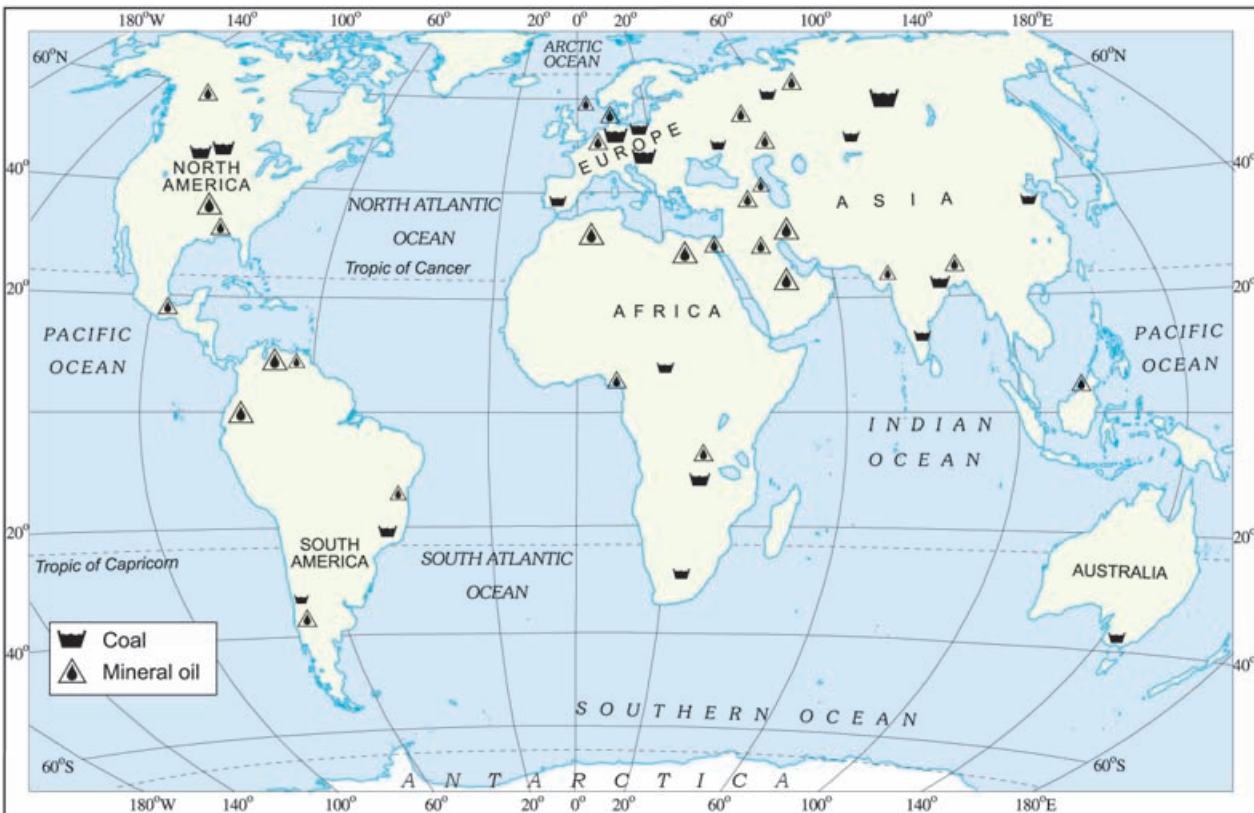 180°W 140° 100° 60° 20° 0° 20° 60° 100° 140° 180°E
60°N
ARCTIC
OCEAN
60°N
EUROPE
40°
NORTH
AMERICA
40°
ASIA
NORTH ATLANTIC
OCEAN
Tropic of Cancer
20°
20°
AFRICA
PACIFIC
OCEAN
PACIFIC
OCEAN
0°
0°
INDIAN
OCEAN
20°
20°
SOUTH
AMERICA
SOUTH ATLANTIC
OCEAN
Tropic of Capricorn
AUSTRALIA
Coal
Mineral oil
40°
40°
SOUTHERN OCEAN
60°S
60°S
ANTARCTICA
180°W 140° 100° 60° 20° 0° 20° 60° 100° 140° 180°E